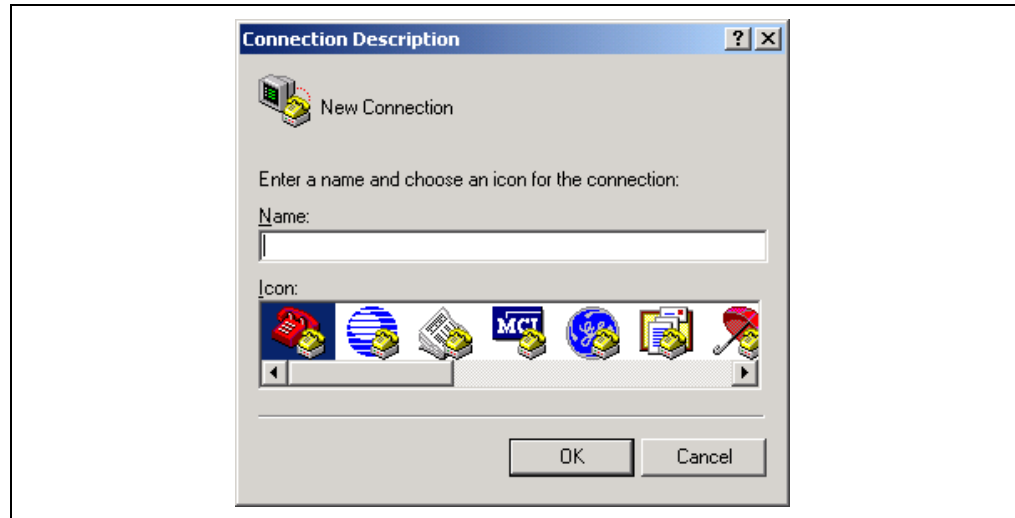 Connection Description
New Connection
Enter a name and choose an icon for the connection:
Name:
Icon:
MCI
OK Cancel